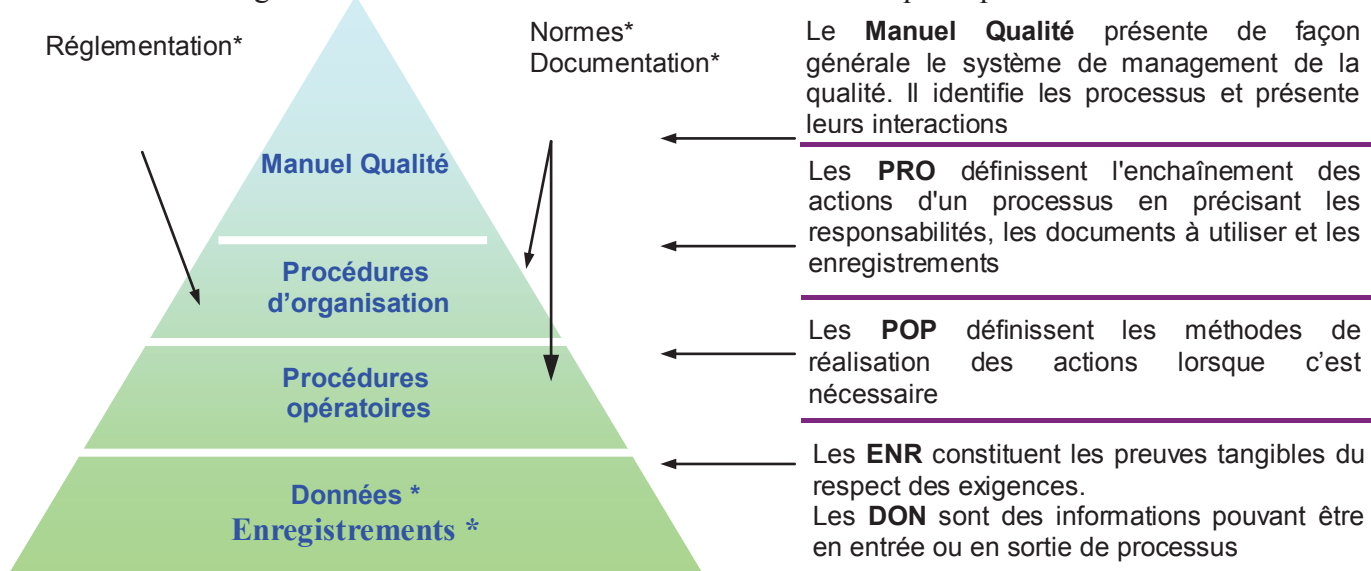 Réglementation*
Normes*
Documentation*
Manuel Qualité
Procédures
d’organisation
Procédures
opératoires
Données *
Enregistrements *
Le Manuel Qualité présente de façon
générale le système de management de la
qualité. Il identifie les processus et présente
leurs interactions
Les PRO définissent l'enchaînement des
actions d'un processus en précisant les
responsabilités, les documents à utiliser et les
enregistrements
Les POP définissent les méthodes de
réalisation des actions lorsque c’est
nécessaire
Les ENR constituent les preuves tangibles du
respect des exigences.
Les DON sont des informations pouvant être
en entrée ou en sortie de processus